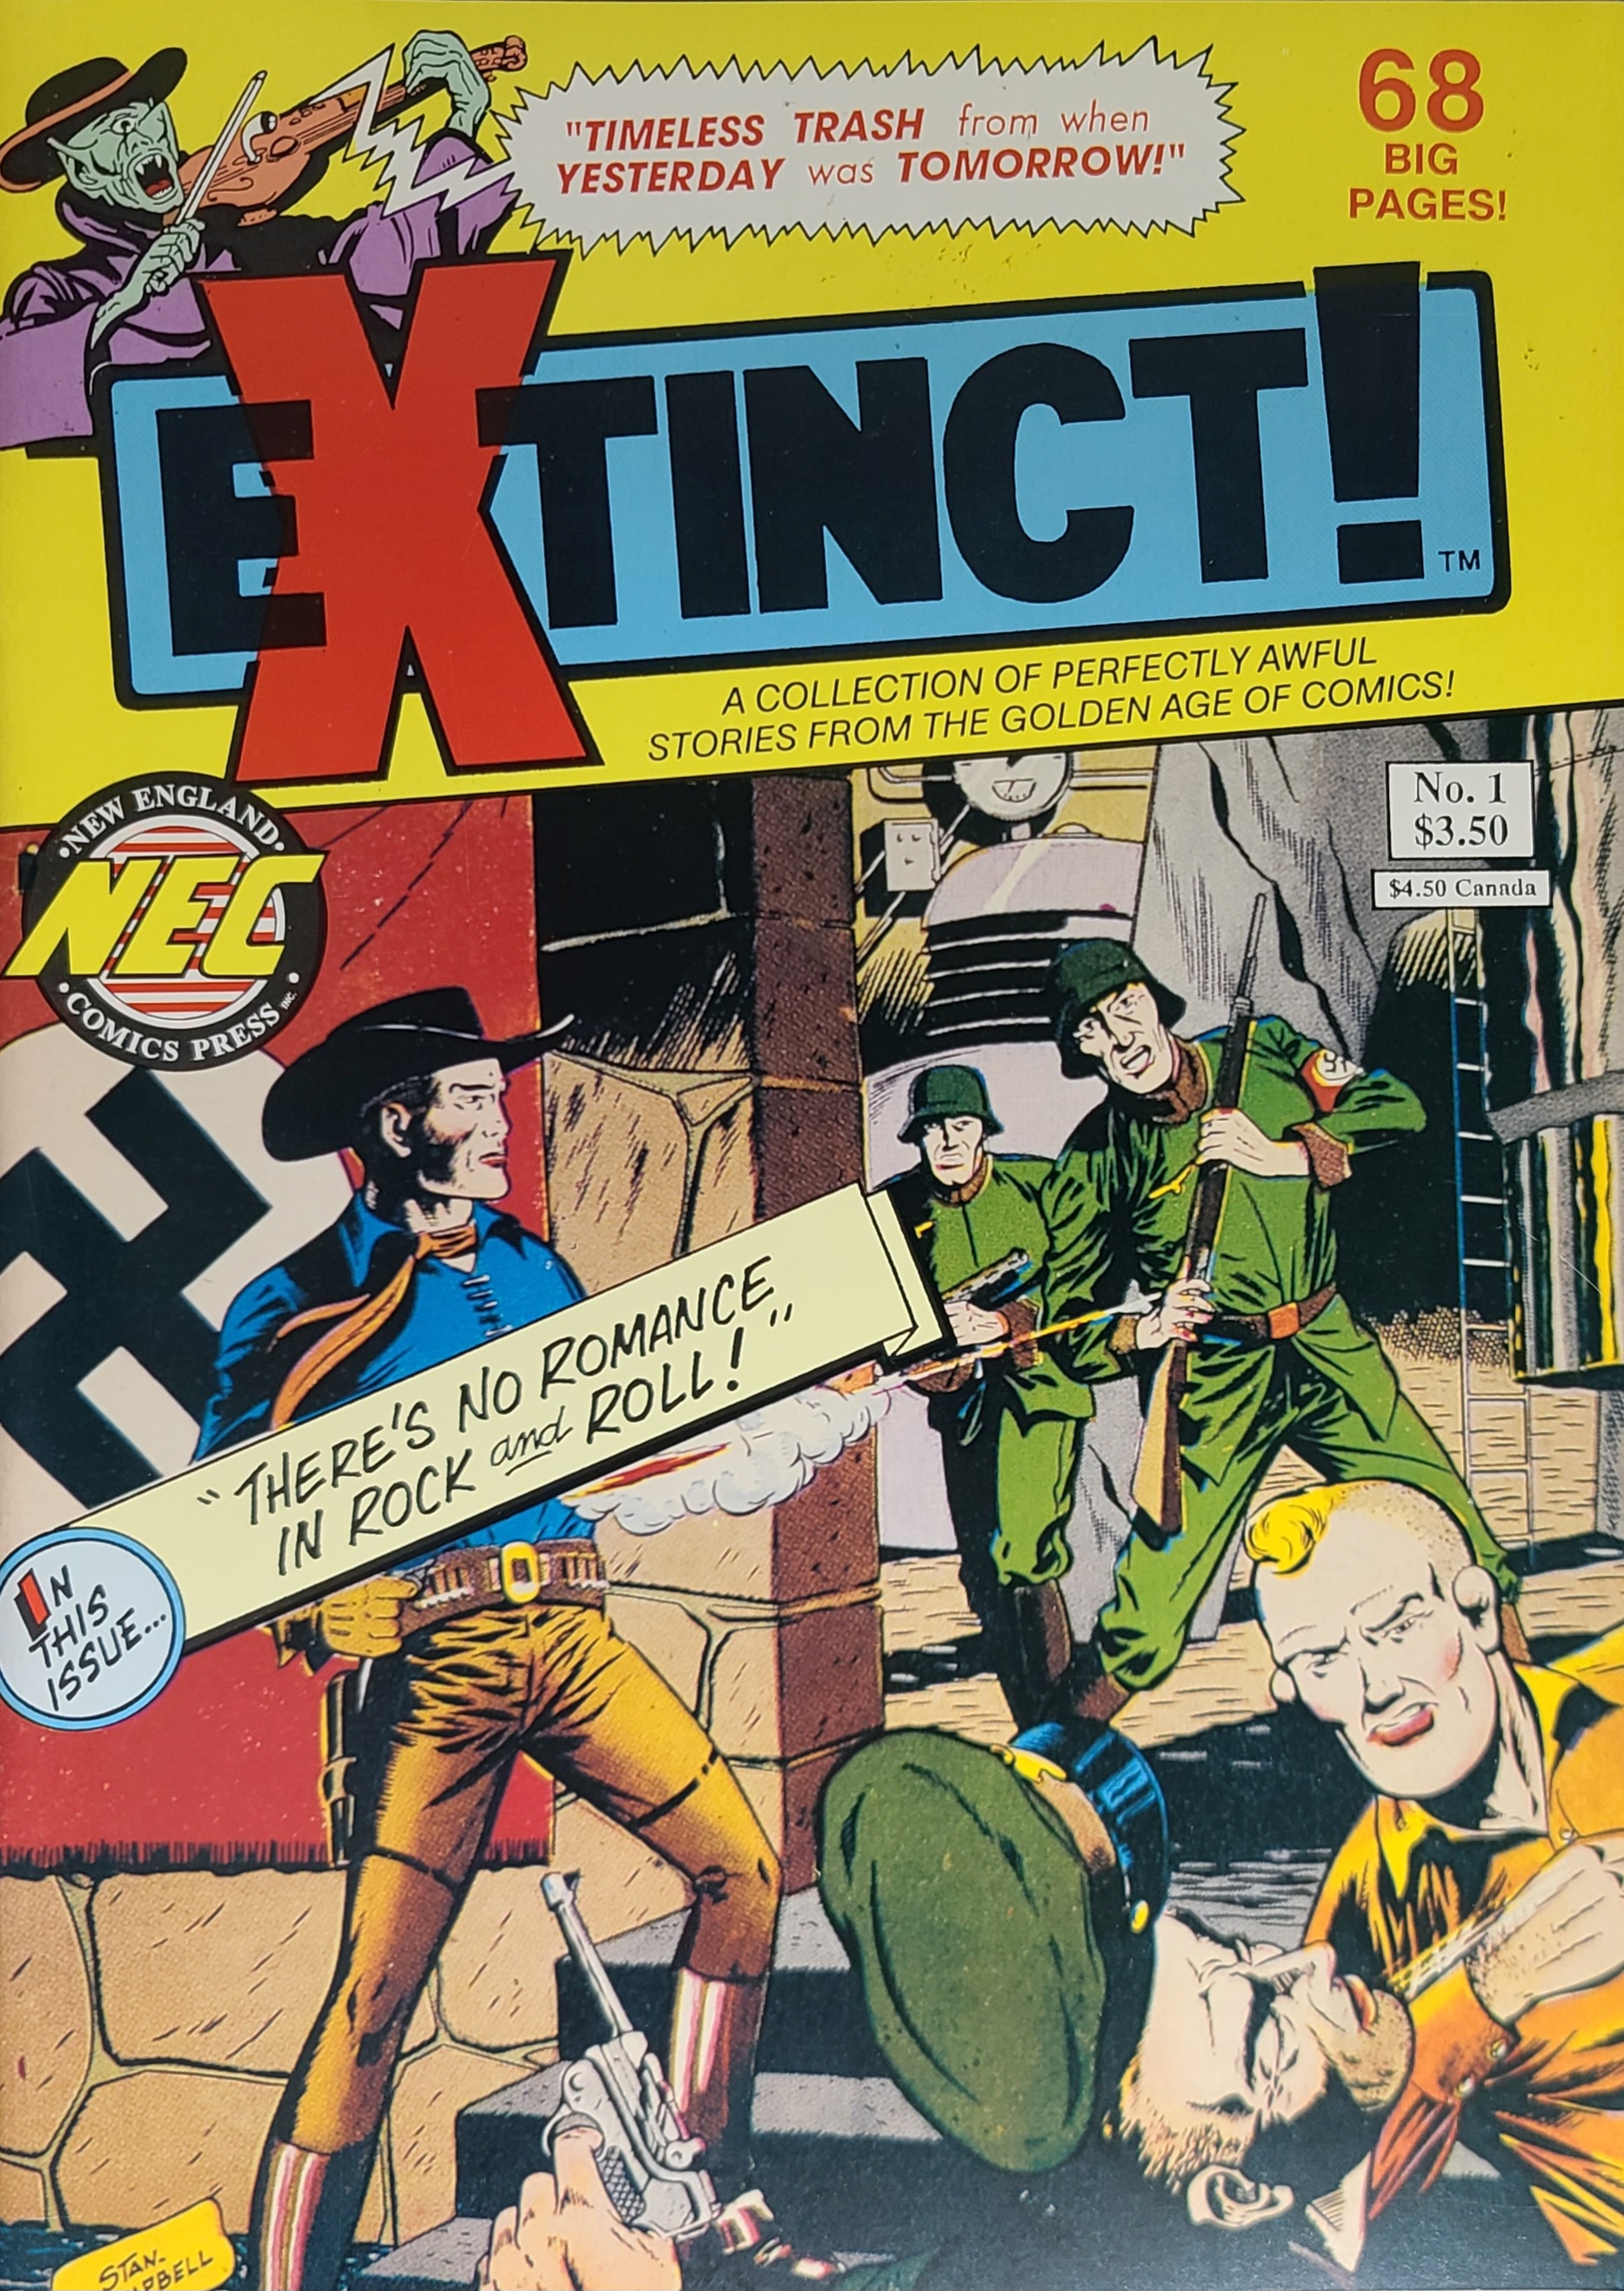 "TIMELESS TRASH from when
YESTERDAY was TOMORROW!"
68
BIG
PAGES!
EXTINCT!
TM
A COLLECTION OF PERFECTLY AWFUL
STORIES FROM THE GOLDEN AGE OF COMICS!
No. 1
$3.50
$4.50 Canada
NEW ENGLAND
NEC
COMICS PRESS INC.
"THERE'S NO ROMANCE
IN ROCK and ROLL!"
IN
THIS
ISSUE...
STAN-